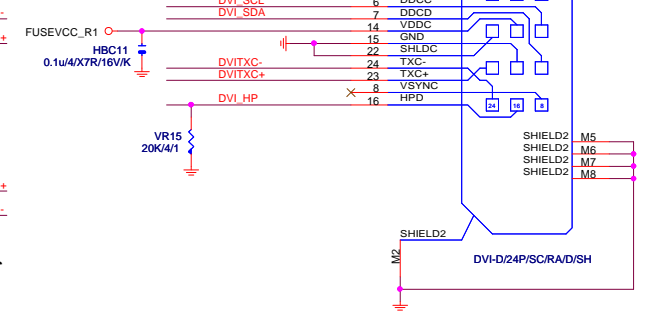 DVI_SCL 6 DDCC
DVI_SDA 7 DDCD
FUSEVCC_R1 14 VDDC
15 GND
22 SHLDC
HBC11
0.1u/4/X7R/16V/K
DVITXC- 24 TXC-
DVITXC+ 23 TXC+
8 VSYNC
DVI_HP 16 HPD
24 16 8
VR15
20K/4/1
SHIELD2 M5
SHIELD2 M6
SHIELD2 M7
SHIELD2 M8
SHIELD2
M2
DVI-D/24P/SC/RA/D/SH